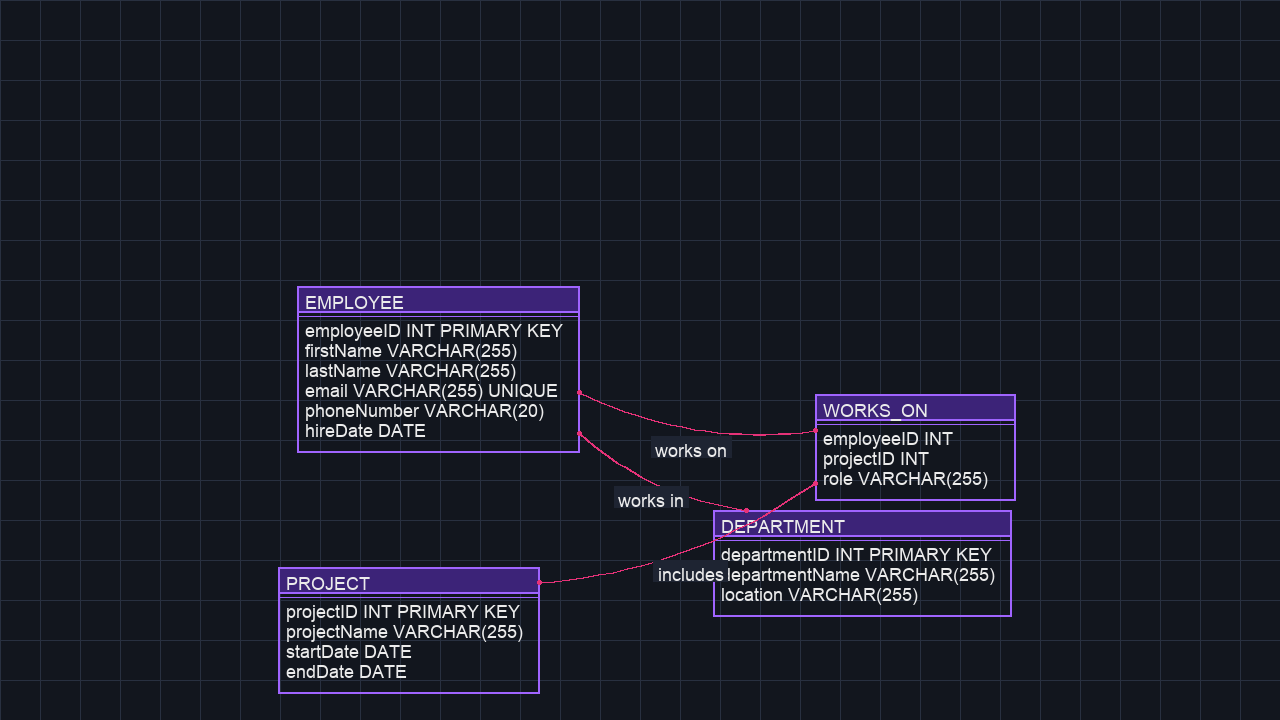 EMPLOYEE
employeeID INT PRIMARY KEY
firstName VARCHAR(255)
lastName VARCHAR(255)
email VARCHAR(255) UNIQUE
phoneNumber VARCHAR(20)
hireDate DATE
works on
works in
WORKS_ON
employeeID INT
projectID INT
role VARCHAR(255)
DEPARTMENT
departmentID INT PRIMARY KEY
includes
epartmentName VARCHAR(255)
location VARCHAR(255)
PROJECT
projectID INT PRIMARY KEY
projectName VARCHAR(255)
startDate DATE
endDate DATE